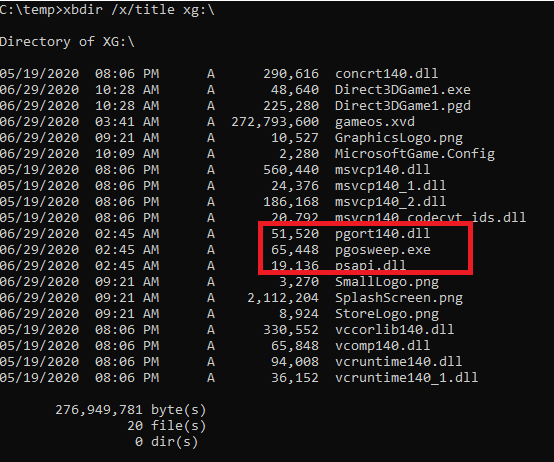 C:\temp>xbdir /x/title xg:\
Directory of XG:\
05/19/2020 08:06 PM A 290,616 concrt140.dll
06/29/2020 10:28 AM A 48,640 Direct3DGame1.exe
06/29/2020 10:28 AM A 225,280 Direct3DGame1.pgd
06/29/2020 03:41 AM A 272,793,600 gameos.xvd
06/29/2020 09:21 AM A 10,527 GraphicsLogo.png
06/29/2020 10:09 AM A 2,280 MicrosoftGame.Config
05/19/2020 08:06 PM A 560,440 msvcp140.dll
05/19/2020 08:06 PM A 24,376 msvcp140_1.dll
05/19/2020 08:06 PM A 186,168 msvcp140_2.dll
05/19/2020 08:06 PM A 20,792 msvcp140_codecvt_ids.dll
06/29/2020 02:45 AM A 51,520 pgort140.dll
06/29/2020 02:45 AM A 65,448 pgosweep.exe
06/29/2020 02:45 AM A 19,136 psapi.dll
06/29/2020 09:21 AM A 3,270 SmallLogo.png
06/29/2020 09:21 AM A 2,112,204 SplashScreen.png
06/29/2020 09:21 AM A 8,924 StoreLogo.png
05/19/2020 08:06 PM A 330,552 vccorlib140.dll
05/19/2020 08:06 PM A 65,848 vcomp140.dll
05/19/2020 08:06 PM A 94,008 vcruntime140.dll
05/19/2020 08:06 PM A 36,152 vcruntime140_1.dll
276,949,781 byte(s)
20 file(s)
0 dir(s)